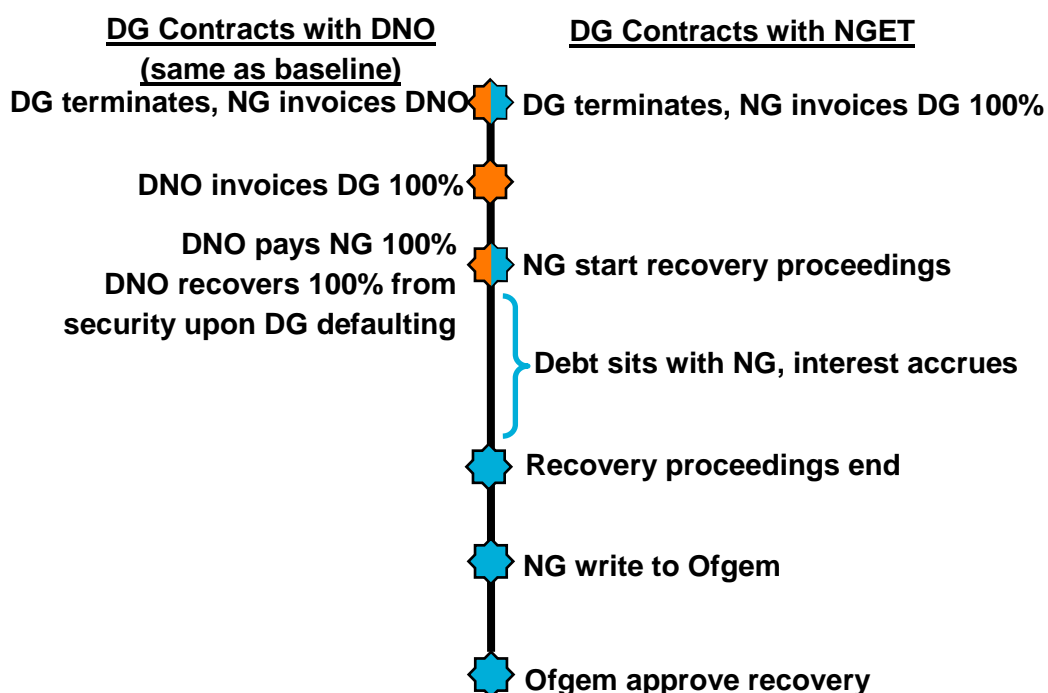 DG Contracts with DNO
(same as baseline)
DG Contracts with NGET
DG terminates, NG invoices DNO
DG terminates, NG invoices DG 100%
DNO invoices DG 100%
DNO pays NG 100%
DNO recovers 100% from
security upon DG defaulting
NG start recovery proceedings
Debt sits with NG, interest accrues
Recovery proceedings end
NG write to Ofgem
Ofgem approve recovery